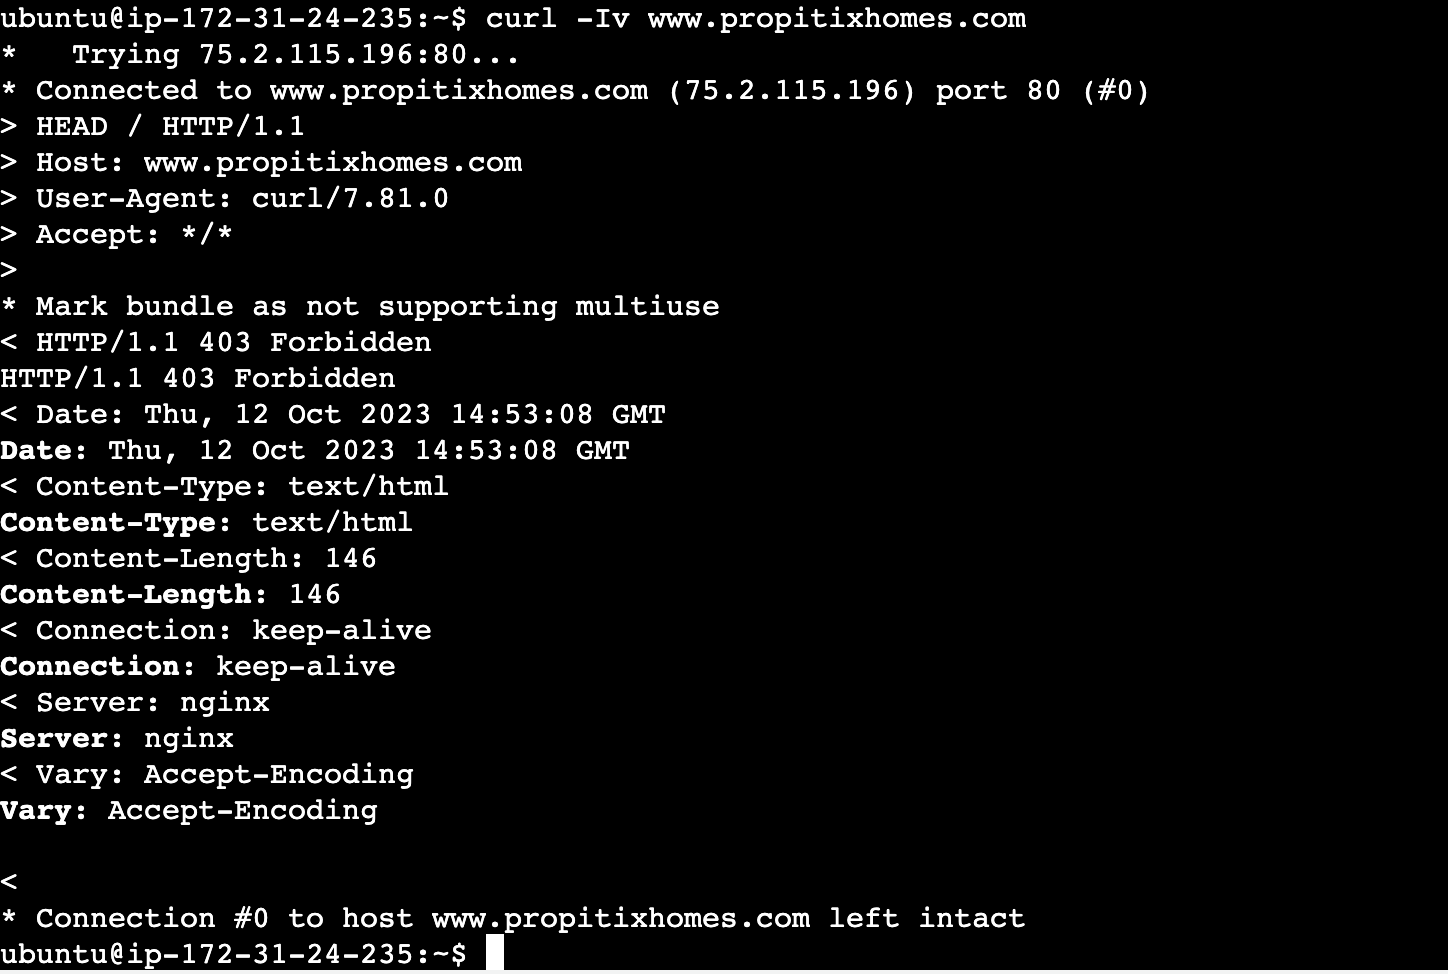 ubuntu@ip-172-31-24-235:~$ curl -Iv www.propitixhomes.com
*   Trying 75.2.115.196:80...
* Connected to www.propitixhomes.com (75.2.115.196) port 80 (#0)
> HEAD / HTTP/1.1
> Host: www.propitixhomes.com
> User-Agent: curl/7.81.0
> Accept: */*
>
* Mark bundle as not supporting multiuse
< HTTP/1.1 403 Forbidden
HTTP/1.1 403 Forbidden
< Date: Thu, 12 Oct 2023 14:53:08 GMT
Date: Thu, 12 Oct 2023 14:53:08 GMT
< Content-Type: text/html
Content-Type: text/html
< Content-Length: 146
Content-Length: 146
< Connection: keep-alive
Connection: keep-alive
< Server: nginx
Server: nginx
< Vary: Accept-Encoding
Vary: Accept-Encoding

<
* Connection #0 to host www.propitixhomes.com left intact
ubuntu@ip-172-31-24-235:~$